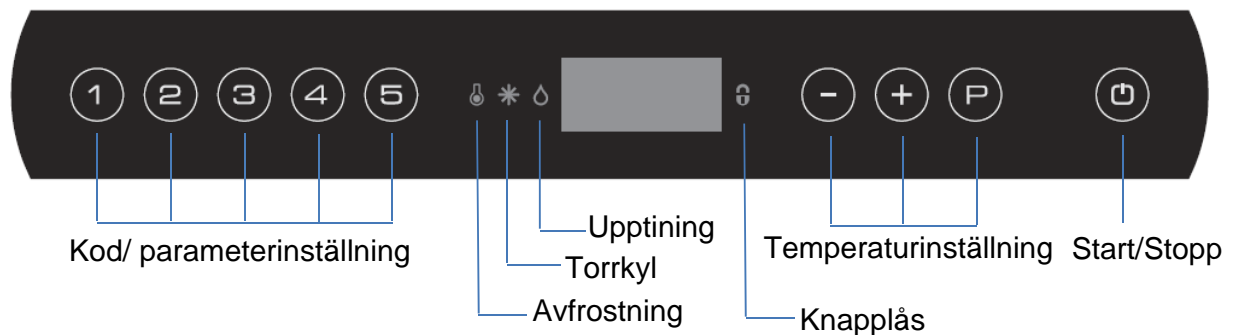 1 2 3 4 5 - + P
Upptining
Kod/ parameterinställning Temperaturinställning Start/Stopp
Torrkyl
Avfrostning
Knapplås